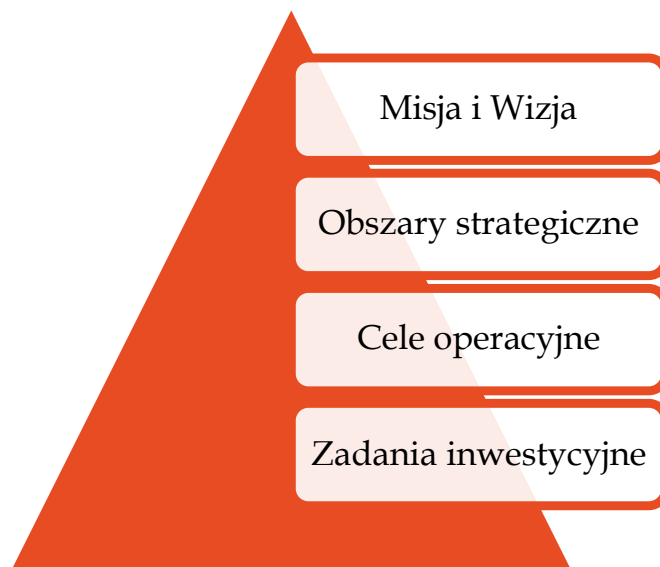 Misja i Wizja
Obszary strategiczne
Cele operacyjne
Zadania inwestycyjne